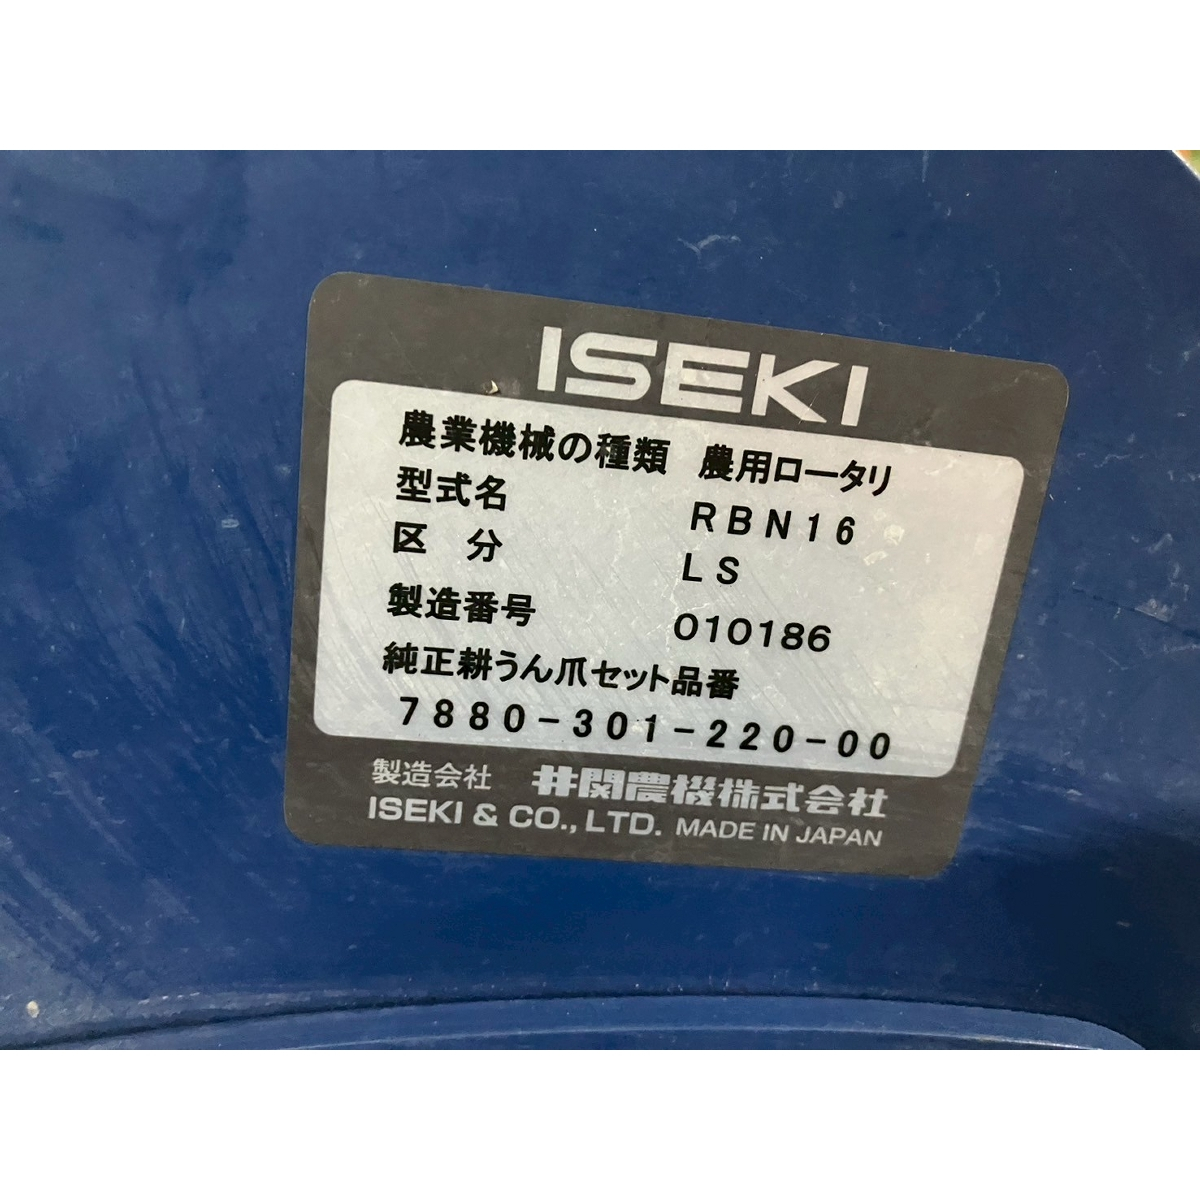 ISEKI
農業機械の種類 農用ロータリ
型式名 RBN16
区 分 LS
製造番号 010186
純正耕うん爪セット品番
7880-301-220-00
製造会社 井関農機株式会社
ISEKI & CO., LTD. MADE IN JAPAN